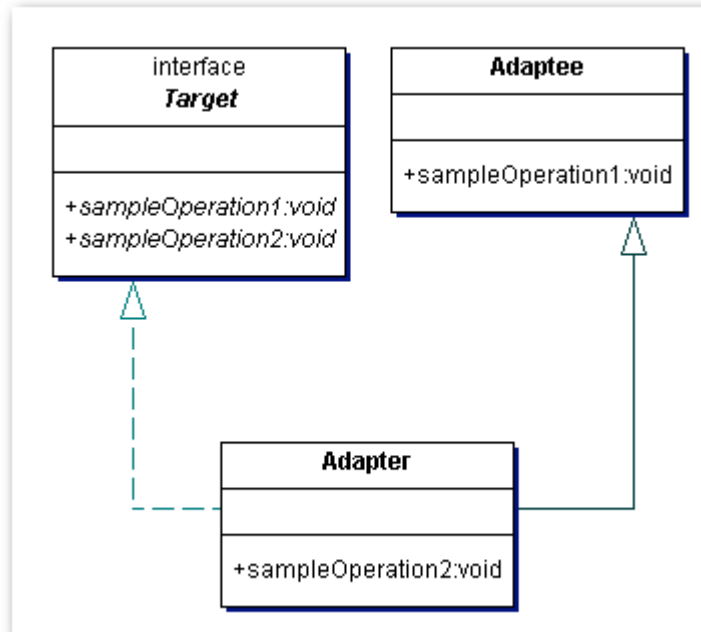 interface
Target
+sampleOperation1:void
+sampleOperation2:void
Adaptee
+sampleOperation1:void
Adapter
+sampleOperation2:void